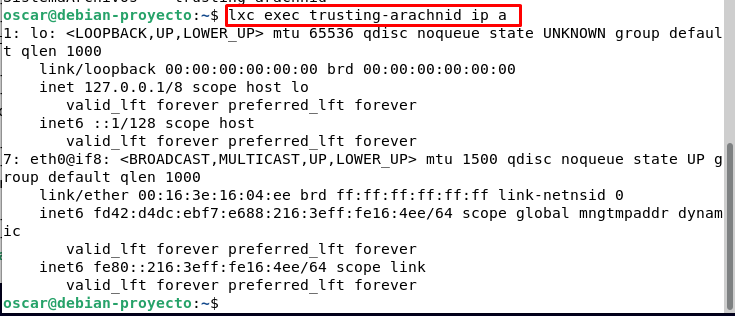 oscar@debian-proyecto:~$ lxc exec trusting-arachnid ip a
1: lo: <LOOPBACK,UP,LOWER_UP> mtu 65536 qdisc noqueue state UNKNOWN group defaul
t qlen 1000
    link/loopback 00:00:00:00:00:00 brd 00:00:00:00:00:00
    inet 127.0.0.1/8 scope host lo
       valid_lft forever preferred_lft forever
    inet6 ::1/128 scope host
       valid_lft forever preferred_lft forever
7: eth0@if8: <BROADCAST,MULTICAST,UP,LOWER_UP> mtu 1500 qdisc noqueue state UP g
roup default qlen 1000
    link/ether 00:16:3e:16:04:ee brd ff:ff:ff:ff:ff:ff link-netnsid 0
    inet6 fd42:d4dc:ebf7:e688:216:3eff:fe16:4ee/64 scope global mngtmpaddr dynam
ic
       valid_lft forever preferred_lft forever
    inet6 fe80::216:3eff:fe16:4ee/64 scope link
       valid_lft forever preferred_lft forever
oscar@debian-proyecto:~$